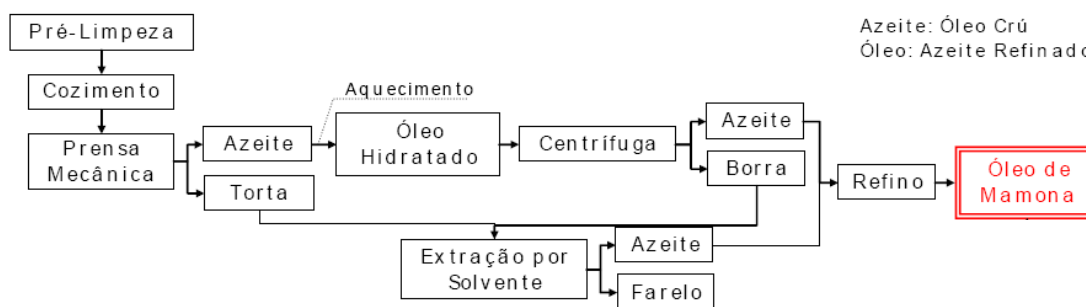 Pré-Limpeza
Azeite: Óleo Crú
Óleo: Azeite Refinado
Cozimento
Aquecimento
Prensa
Mecânica
Azeite
Óleo
Hidratado
Centrífuga
Azeite
Torta
Borra
Refino
Óleo de
Mamona
Extração por
Solvente
Azeite
Farelo